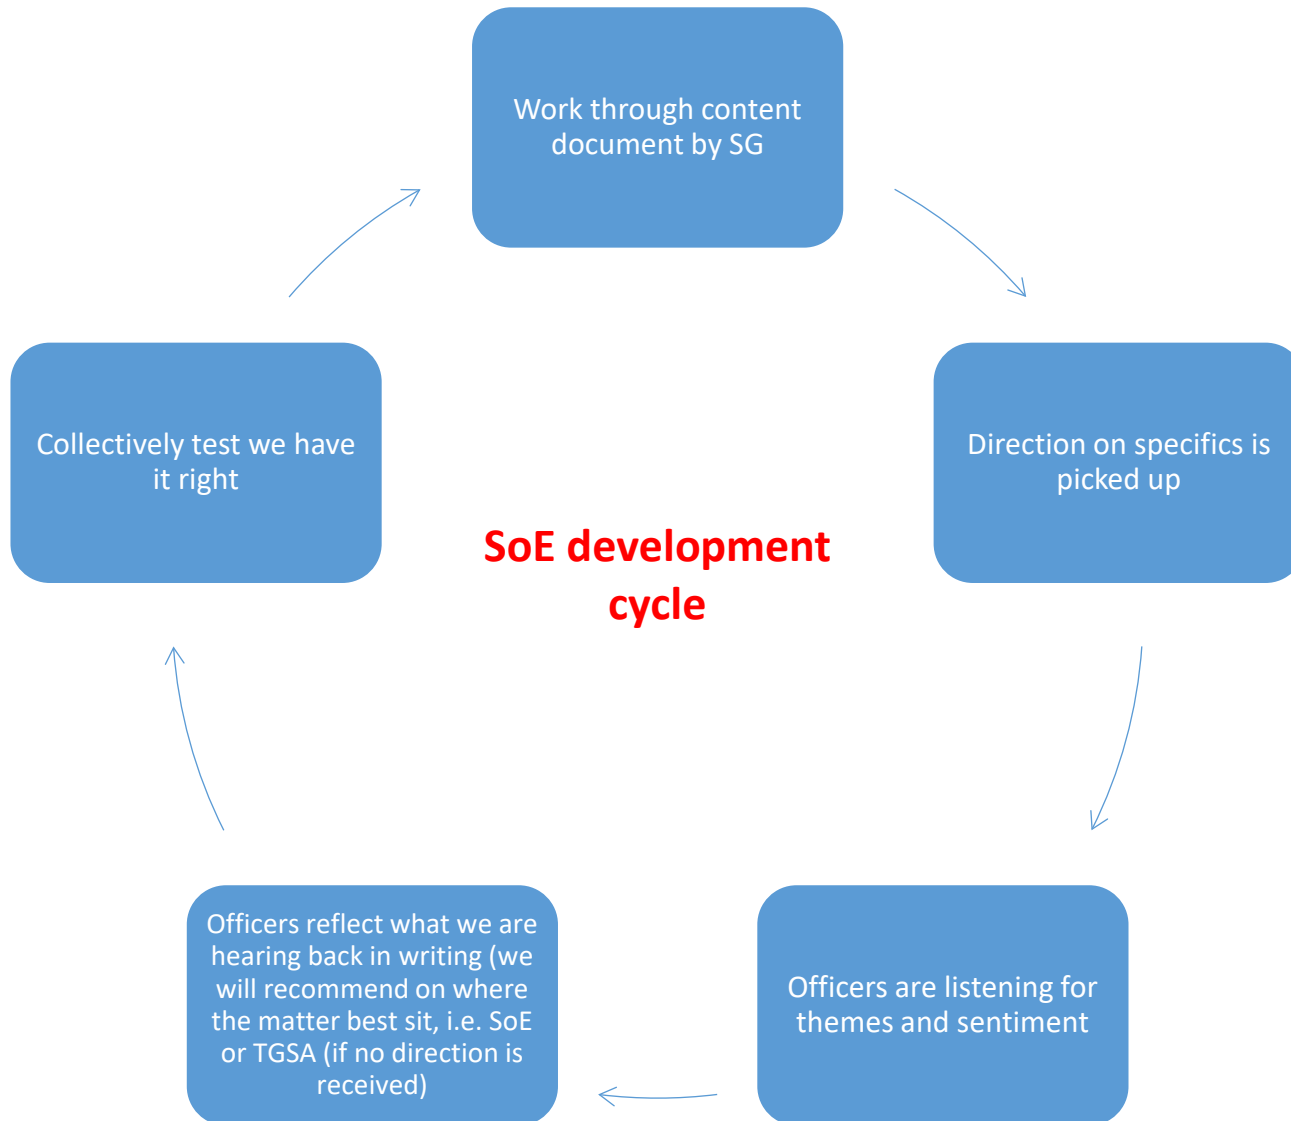 Work through content
document by SG
Direction on specifics is
picked up
Officers are listening for
themes and sentiment
Officers reflect what we are
hearing back in writing (we
will recommend on where
the matter best sit, i.e. SoE
or TGSA (if no direction is
received)
Collectively test we have
it right
SoE development
cycle